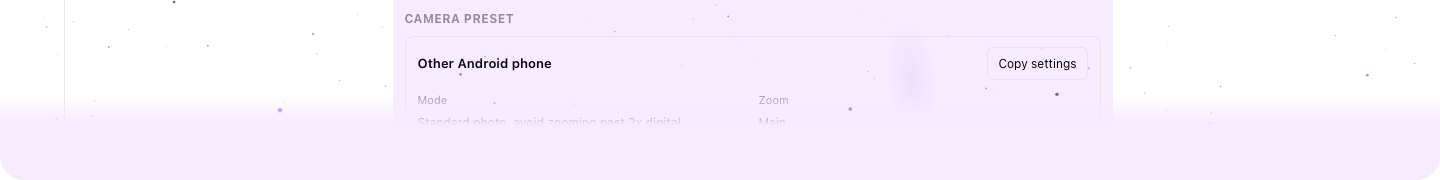 CAMERA PRESET
Other Android phone
Copy settings
Mode
Zoom
Standard photo, avoid zooming past 2x digital
Main